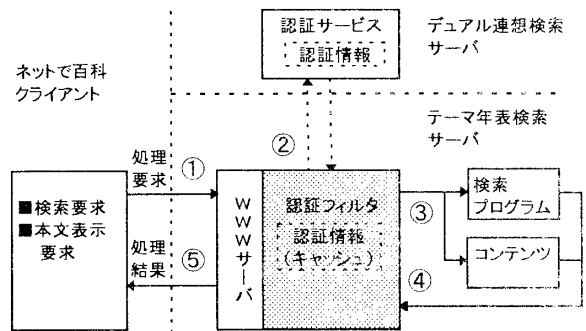 認証サービス
認証情報
デュアル連想検索
サーバ
ネットで百科
クライアント
テーマ年表検索
サーバ
処理
要求
①
②
■検索要求
■本文表示
要求
WWWサーバ
認証フィルタ
認証情報
(キャッシュ)
③
検索
プログラム
コンテンツ
処理
結果
⑤
④